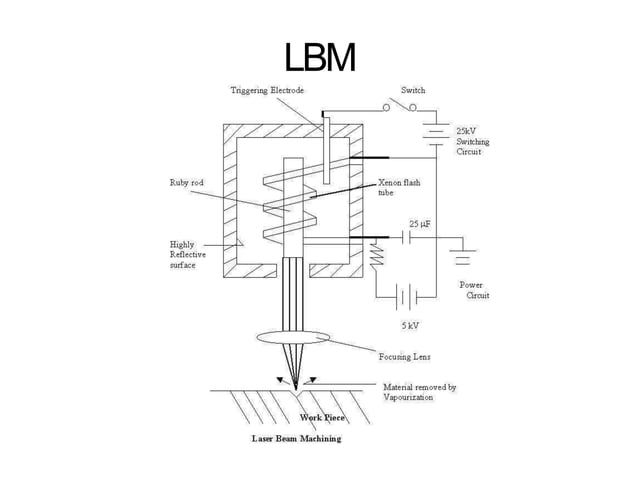 LBM
Triggering Electrode
Switch
25kV
Switching
Circuit
Ruby rod
Xenon flash
tube
25 µF
Highly
Reflective
surface
Power
Circuit
5 kV
Focusing Lens
Material removed by
Vapourization
Work Piece
Laser Beam Machining